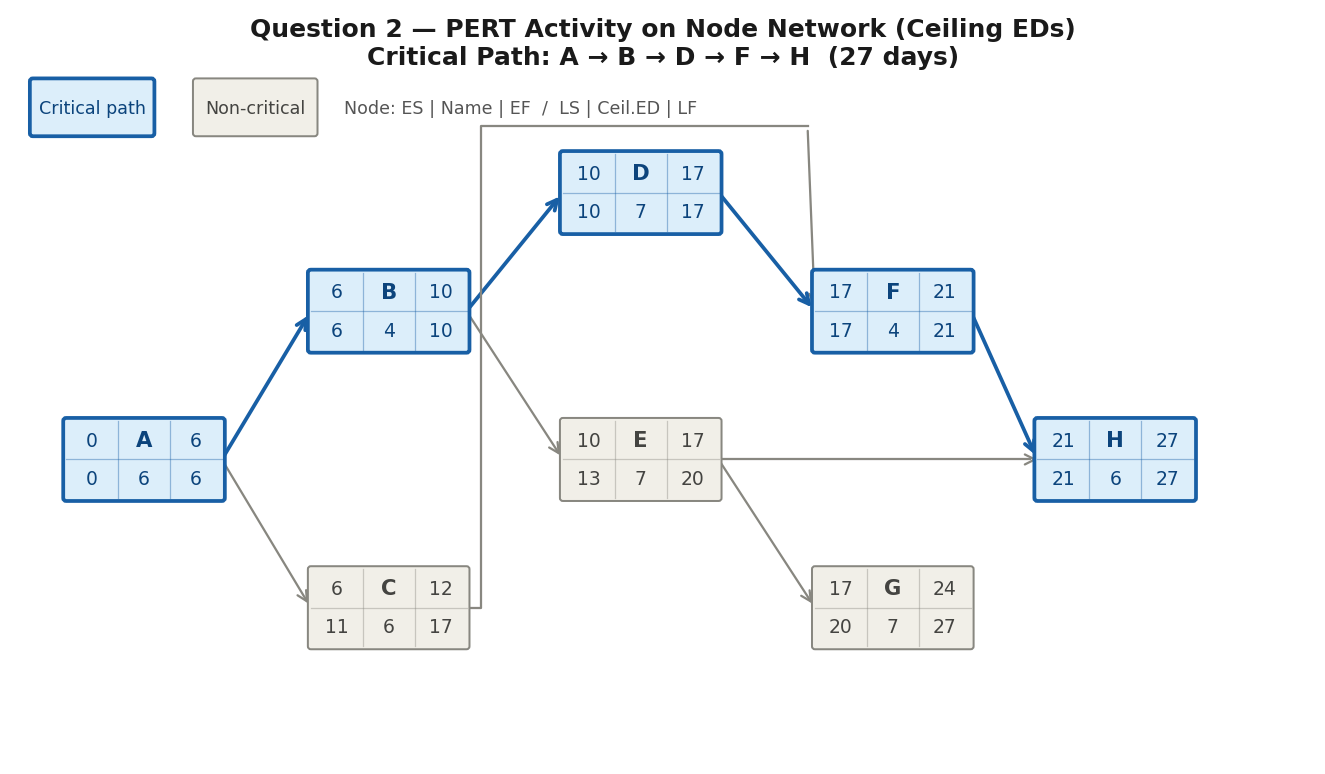 Question 2 — PERT Activity on Node Network (Ceiling EDs)
Critical Path: A → B → D → F → H  (27 days)
Critical path
Non-critical
Node: ES | Name | EF  /  LS | Ceil.ED | LF
10 D 17
10 7 17
6 B 10
6 4 10
17 F 21
17 4 21
0 A 6
0 6 6
10 E 17
13 7 20
21 H 27
21 6 27
6 C 12
11 6 17
17 G 24
20 7 27